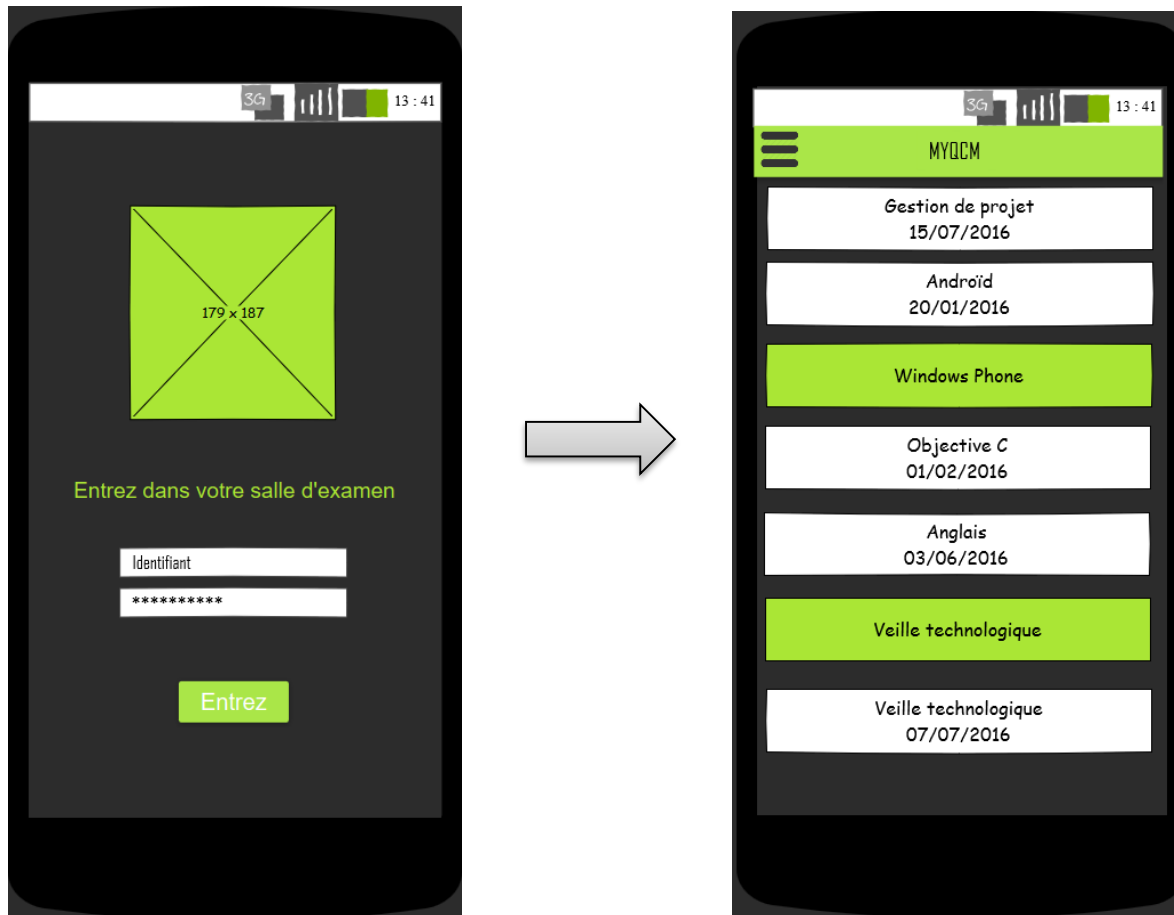 3G
13 : 41
179 x 187
Entrez dans votre salle d'examen
Identifiant
**********
Entrez
3G
13 : 41
MYQCM
Gestion de projet
15/07/2016
Androïd
20/01/2016
Windows Phone
Objective C
01/02/2016
Anglais
03/06/2016
Veille technologique
Veille technologique
07/07/2016